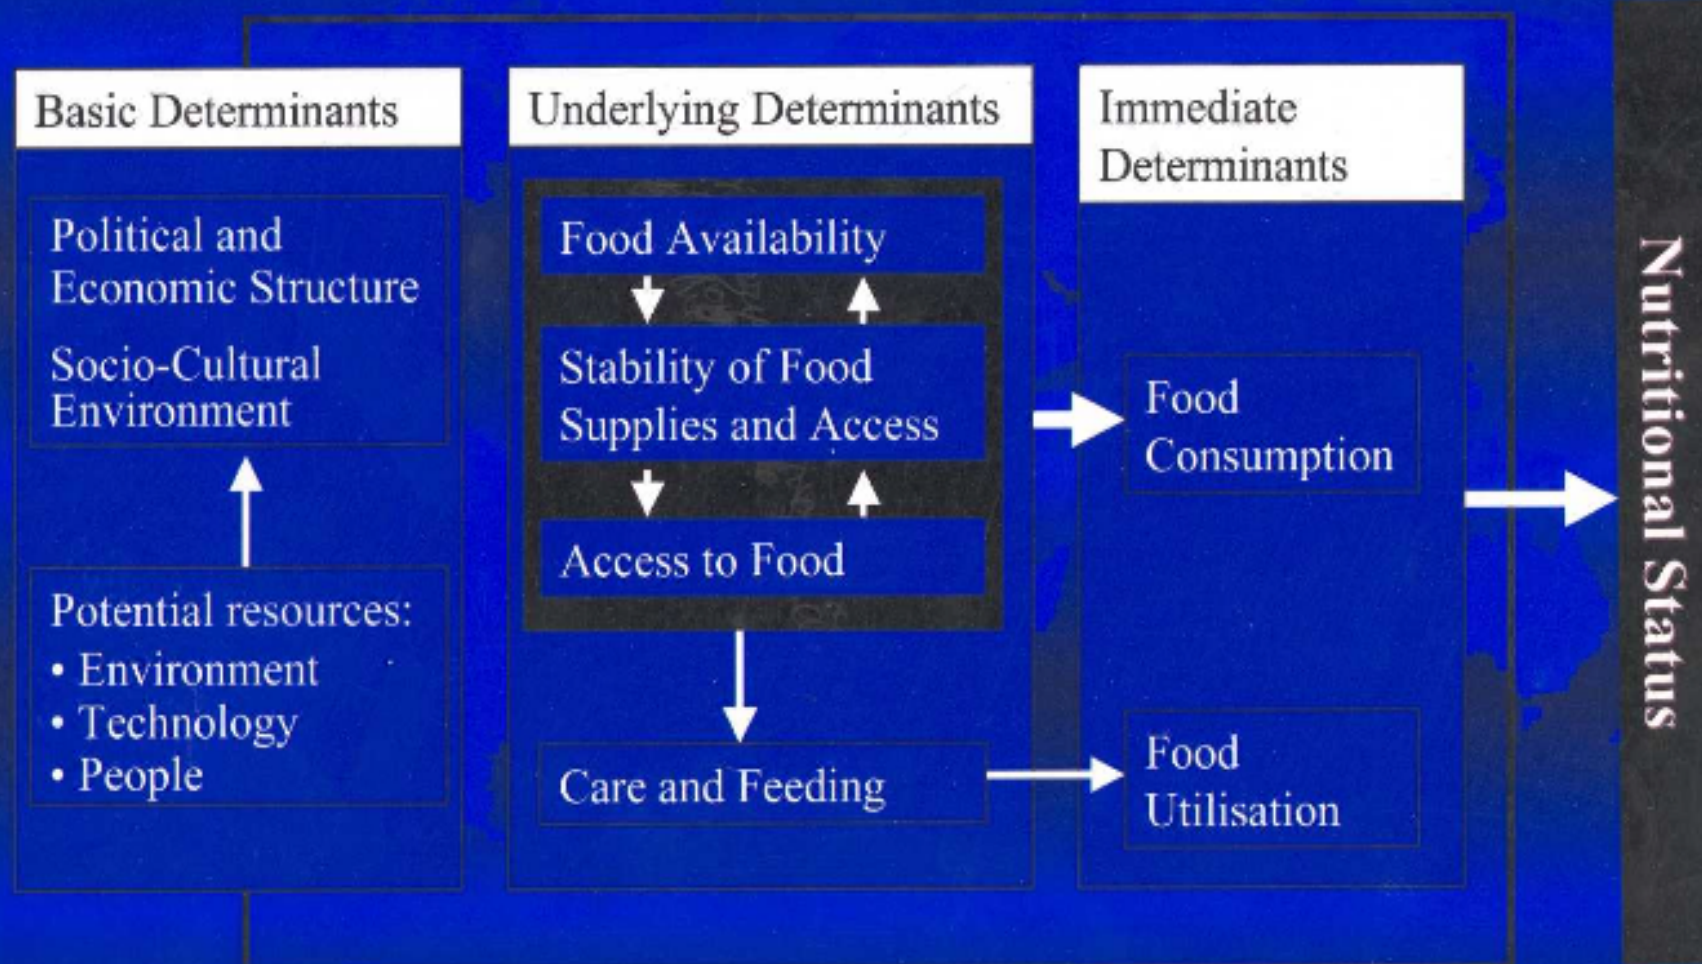 Basic Determinants
Political and
Economic Structure
Socio-Cultural
Environment
Potential resources:
• Environment
• Technology
• People
Underlying Determinants
Food Availability
Stability of Food
Supplies and Access
Access to Food
Care and Feeding
Immediate
Determinants
Food
Consumption
Food
Utilisation
Nutritional Status